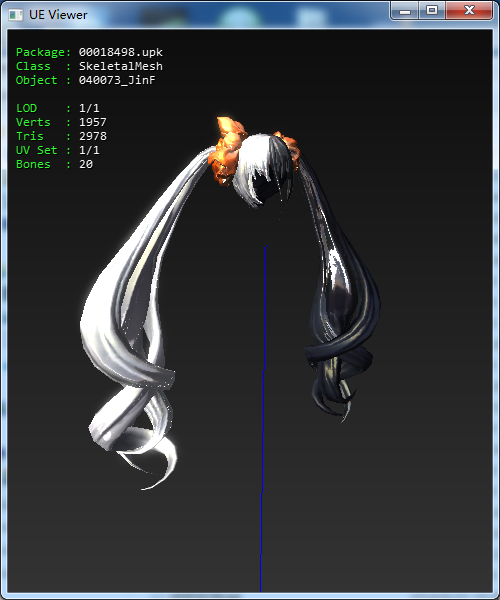 UE Viewer
Package: 00018498.upk
Class : SkeletalMesh
Object : 040073_JinF
LOD : 1/1
Verts : 1957
Tris : 2978
UV Set : 1/1
Bones : 20